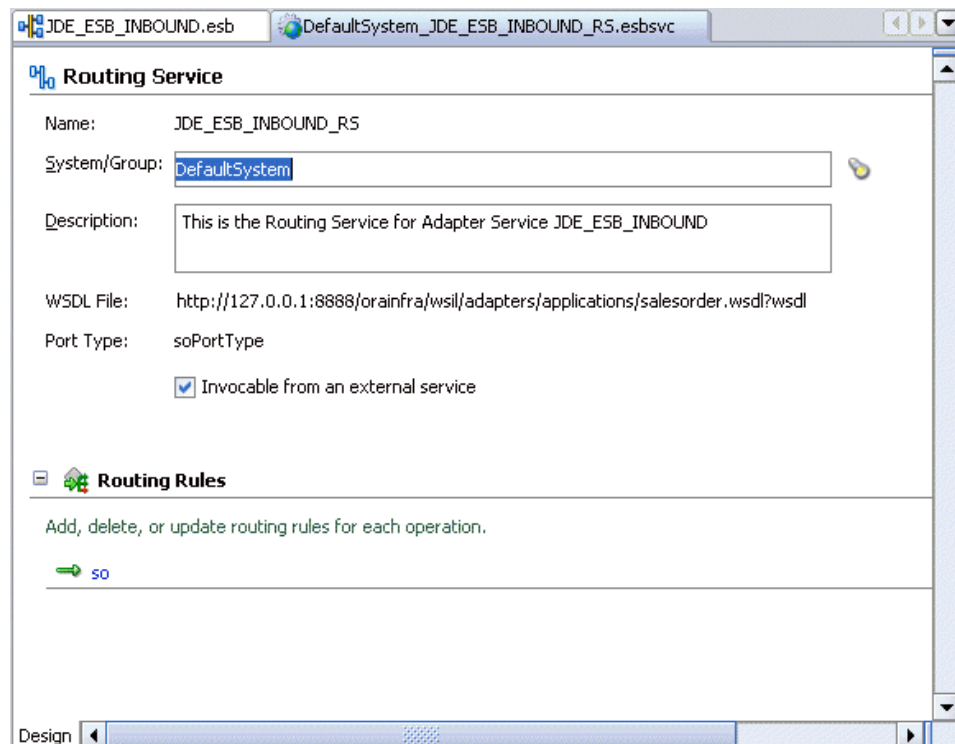 JDE_ESB_INBOUND.esb DefaultSystem_JDE_ESB_INBOUND_RS.esbsvc
Routing Service
Name: JDE_ESB_INBOUND_RS
System/Group: DefaultSystem
Description: This is the Routing Service for Adapter Service JDE_ESB_INBOUND
WSDL File: http://127.0.0.1:8888/orainfra/wsil/adapters/applications/salesorder.wsdl?wsdl
Port Type: soPortType
Invocable from an external service
Routing Rules
Add, delete, or update routing rules for each operation.
so
Design